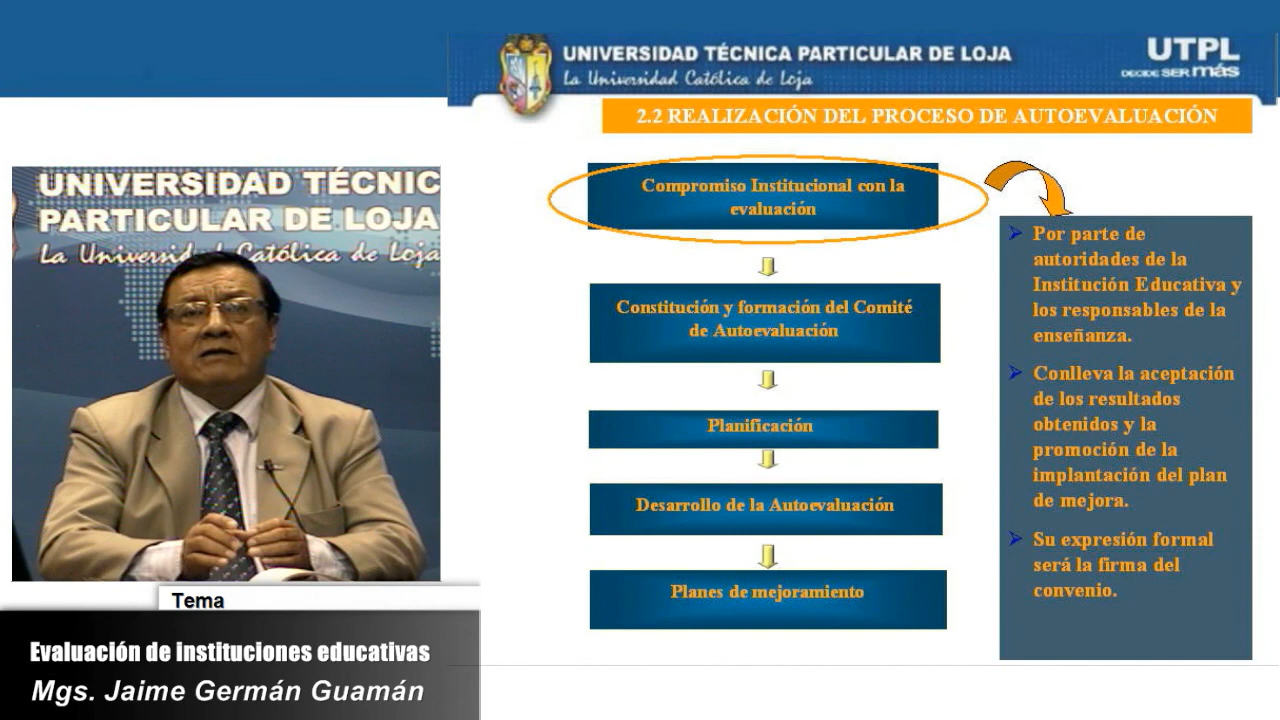 UNIVERSIDAD TÉCNICA PARTICULAR DE LOJA
La Universidad Católica de Loja
UTPL
DECIDE SER más
2.2 REALIZACIÓN DEL PROCESO DE AUTOEVALUACIÓN
UNIVERSIDAD TÉCNIC
PARTICULAR DE LOJA
La Universidad Católica de Loja
Compromiso Institucional con la
evaluación
Constitución y formación del Comité
de Autoevaluación
Planificación
Desarrollo de la Autoevaluación
Planes de mejoramiento
Por parte de
autoridades de la
Institución Educativa y
los responsables de la
enseñanza.
Conlleva la aceptación
de los resultados
obtenidos y la
promoción de la
implantación del plan
de mejora.
Su expresión formal
será la firma del
convenio.
Tema
Evaluación de instituciones educativas
Mgs. Jaime Germán Guamán